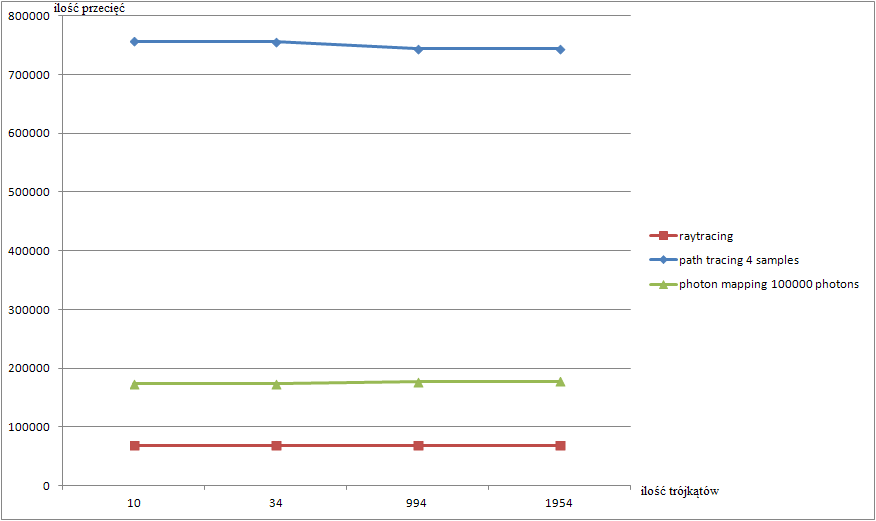 ilość przecięć
800000
700000
600000
500000
400000
300000
200000
100000
0
10 34 994 1954
ilość trójkątów
raytracing
path tracing 4 samples
photon mapping 100000 photons